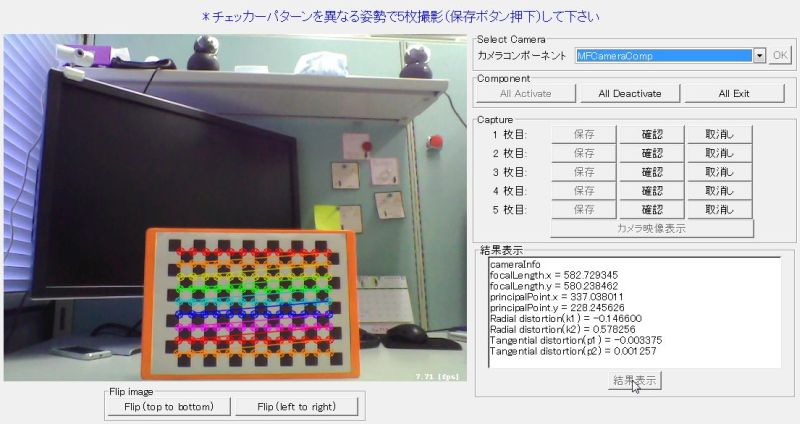 ＊チェッカーパターンを異なる姿勢で5枚撮影(保存ボタン押下)して下さい
Select Camera
カメラコンポーネント MFCameraComp OK
Component
All Activate All Deactivate All Exit
Capture
1 枚目: 保存 確認 取消し
2 枚目: 保存 確認 取消し
3 枚目: 保存 確認 取消し
4 枚目: 保存 確認 取消し
5 枚目: 保存 確認 取消し
カメラ映像表示
結果表示
cameraInfo
focalLength.x = 582.729345
focalLength.y = 580.238462
principalPoint.x = 337.038011
principalPoint.y = 228.245626
Radial distortion(k1) = -0.146600
Radial distortion(k2) = 0.578256
Tangential distortion(p1) = -0.003375
Tangential distortion(p2) = 0.001257
結果表示
7.71 [fps]
Flip image
Flip(top to bottom) Flip(left to right)